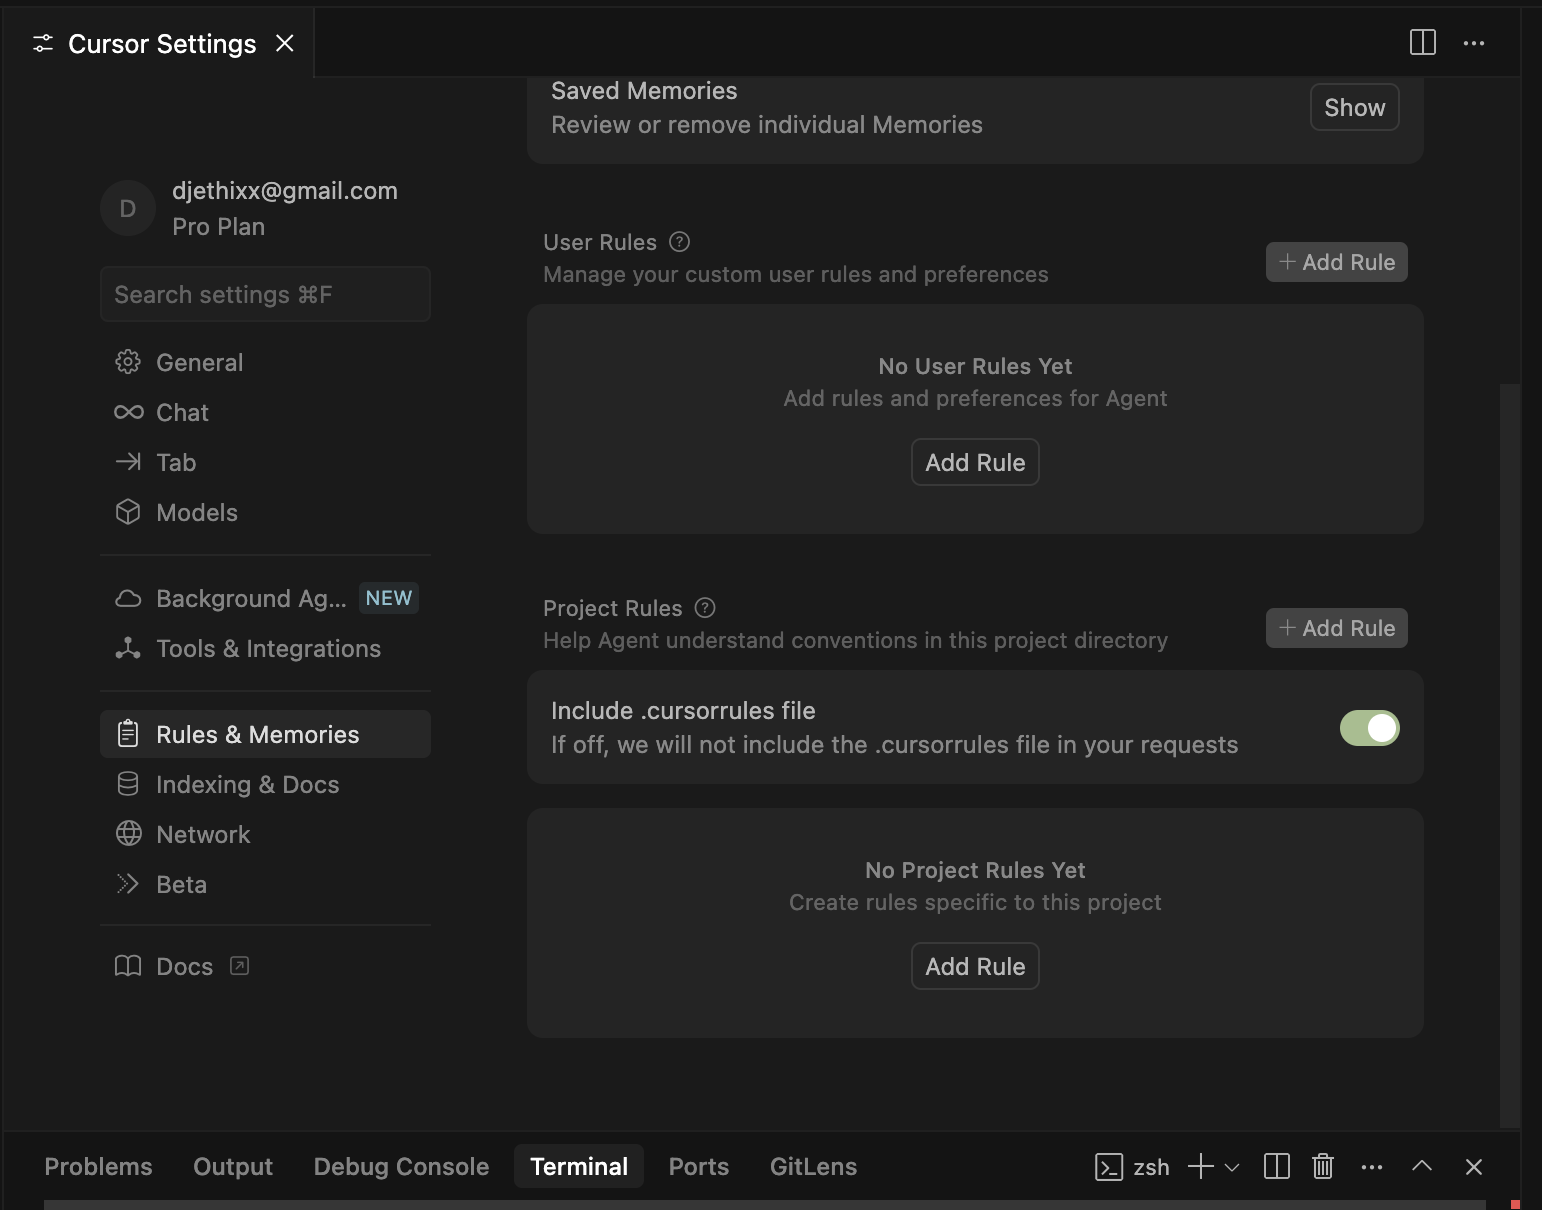 Cursor Settings
Saved Memories
Review or remove individual Memories
Show
D
djethixx@gmail.com
Pro Plan
Search settings ⌘F
General
Chat
Tab
Models
Background Ag... NEW
Tools & Integrations
Rules & Memories
Indexing & Docs
Network
Beta
Docs
User Rules
Manage your custom user rules and preferences
+ Add Rule
No User Rules Yet
Add rules and preferences for Agent
Add Rule
Project Rules
Help Agent understand conventions in this project directory
+ Add Rule
Include .cursorrules file
If off, we will not include the .cursorrules file in your requests
No Project Rules Yet
Create rules specific to this project
Add Rule
Problems Output Debug Console Terminal Ports GitLens zsh